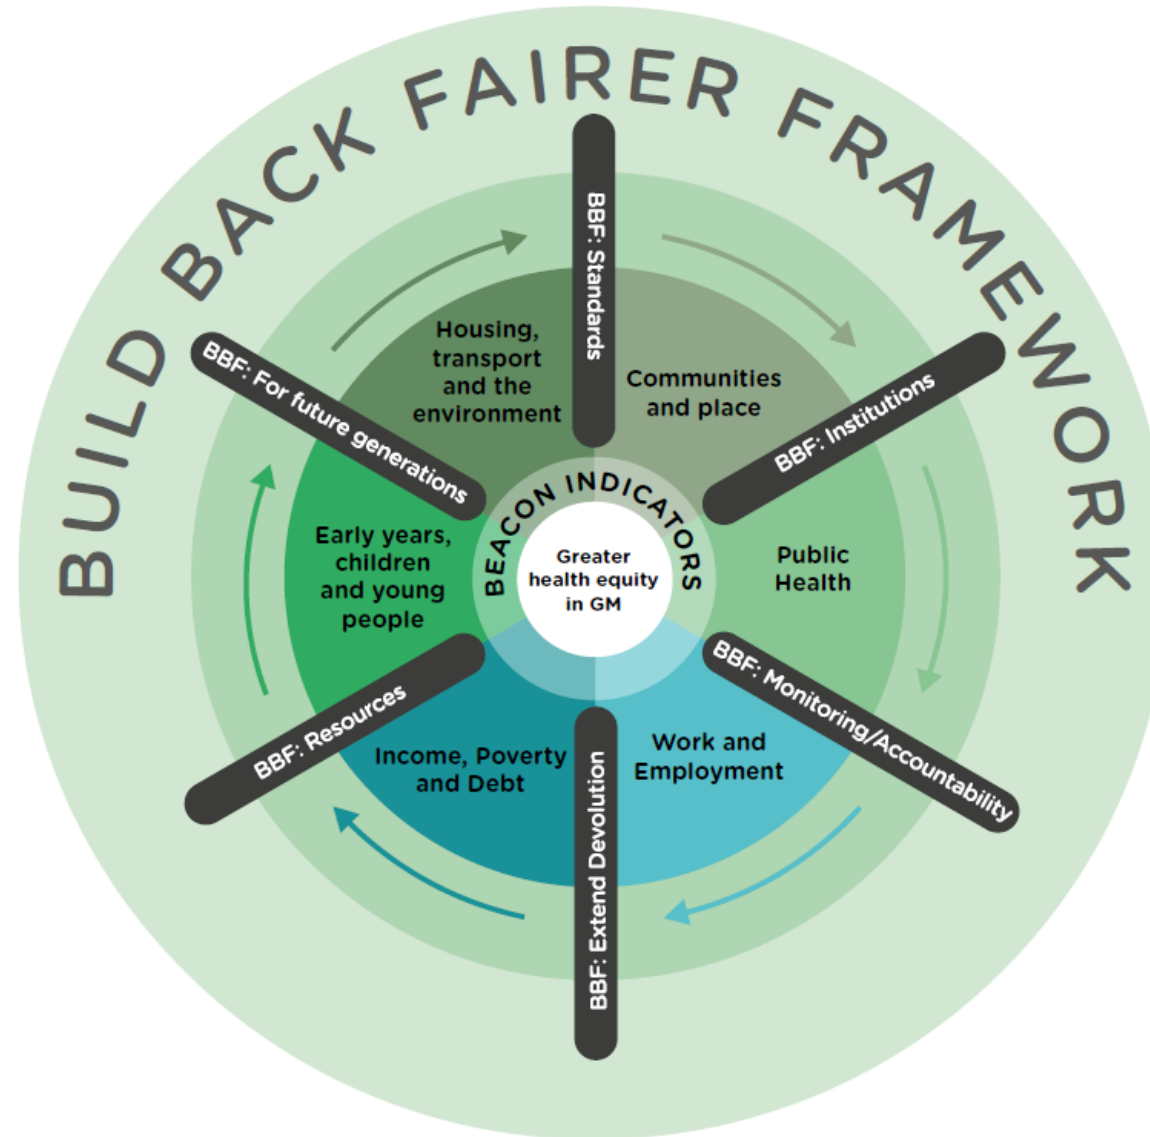 BUILD BACK FAIRER FRAMEWORK
BBF: Standards
Housing,
transport
and the
environment
Communities
and place
BBF: For future generations
BBF: Institutions
BEACON INDICATORS
Early years,
children
and young
people
Greater
health equity
in GM
Public
Health
BBF: Resources
BBF: Monitoring/Accountability
Income, Poverty
and Debt
Work and
Employment
BBF: Extend Devolution